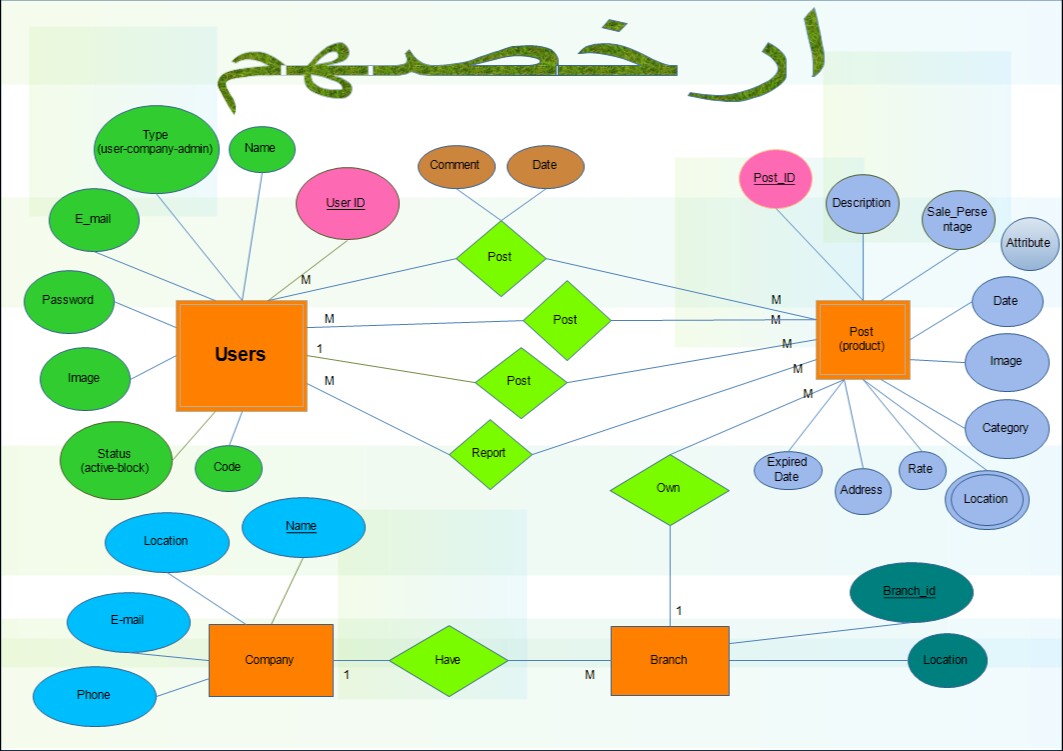 ارخصهم
Type
(user-company-admin)
Name
User ID
Comment
Date
Post_ID
Description
Sale_Perse
ntage
Attribute
E_mail
Password
Image
Status
(active-block)
Code
Users
M
M
1
M
Post
Post
Post
Report
M
M
M
M
M
Post
(product)
Date
Image
Category
Location
Rate
Address
Expired
Date
Own
1
Location
Name
E-mail
Phone
Company
1
Have
M
Branch
Branch_id
Location